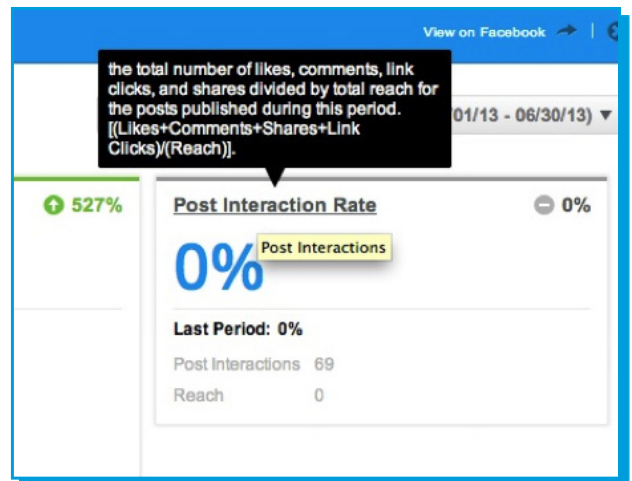 View on Facebook
the total number of likes, comments, link
clicks, and shares divided by total reach for
the posts published during this period.
[(Likes+Comments+Shares+Link
Clicks)/(Reach)].
01/13 - 06/30/13)
527%
Post Interaction Rate
0%
Post Interactions
0%
Last Period: 0%
Post Interactions 69
Reach 0